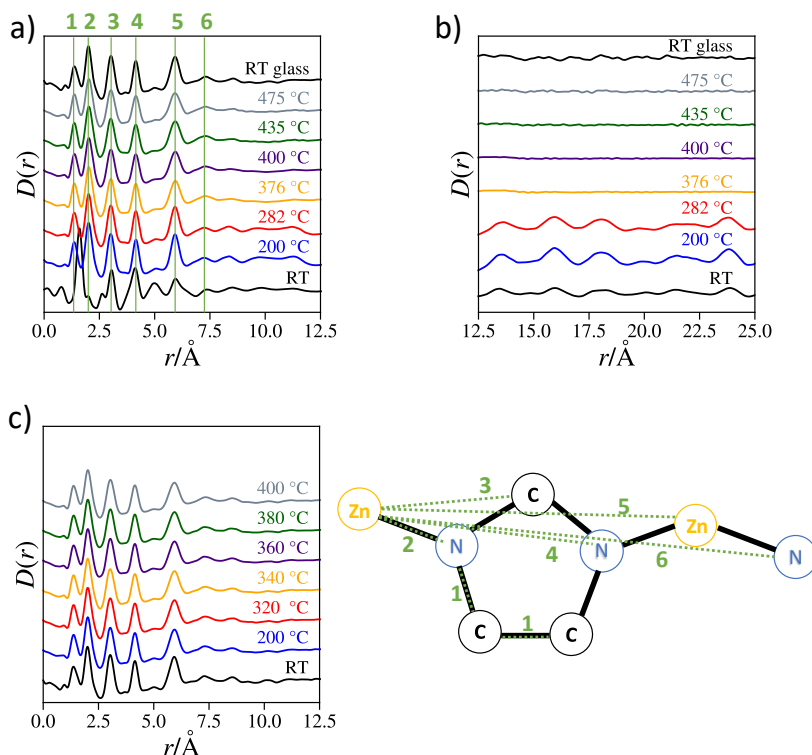 1 2 3 4 5 6
a)
RT glass
475 °C
435 °C
400 °C
376 °C
282 °C
200 °C
RT
D(r)
0.0 2.5 5.0 7.5 10.0 12.5
r/Å
b)
RT glass
475 °C
435 °C
400 °C
376 °C
282 °C
200 °C
RT
D(r)
12.5 15.0 17.5 20.0 22.5 25.0
r/Å
c)
400 °C
380 °C
360 °C
340 °C
320 °C
200 °C
RT
D(r)
0.0 2.5 5.0 7.5 10.0 12.5
r/Å
C
3
Zn
5
Zn
2
N
4
N
6
N
1
1
C
C